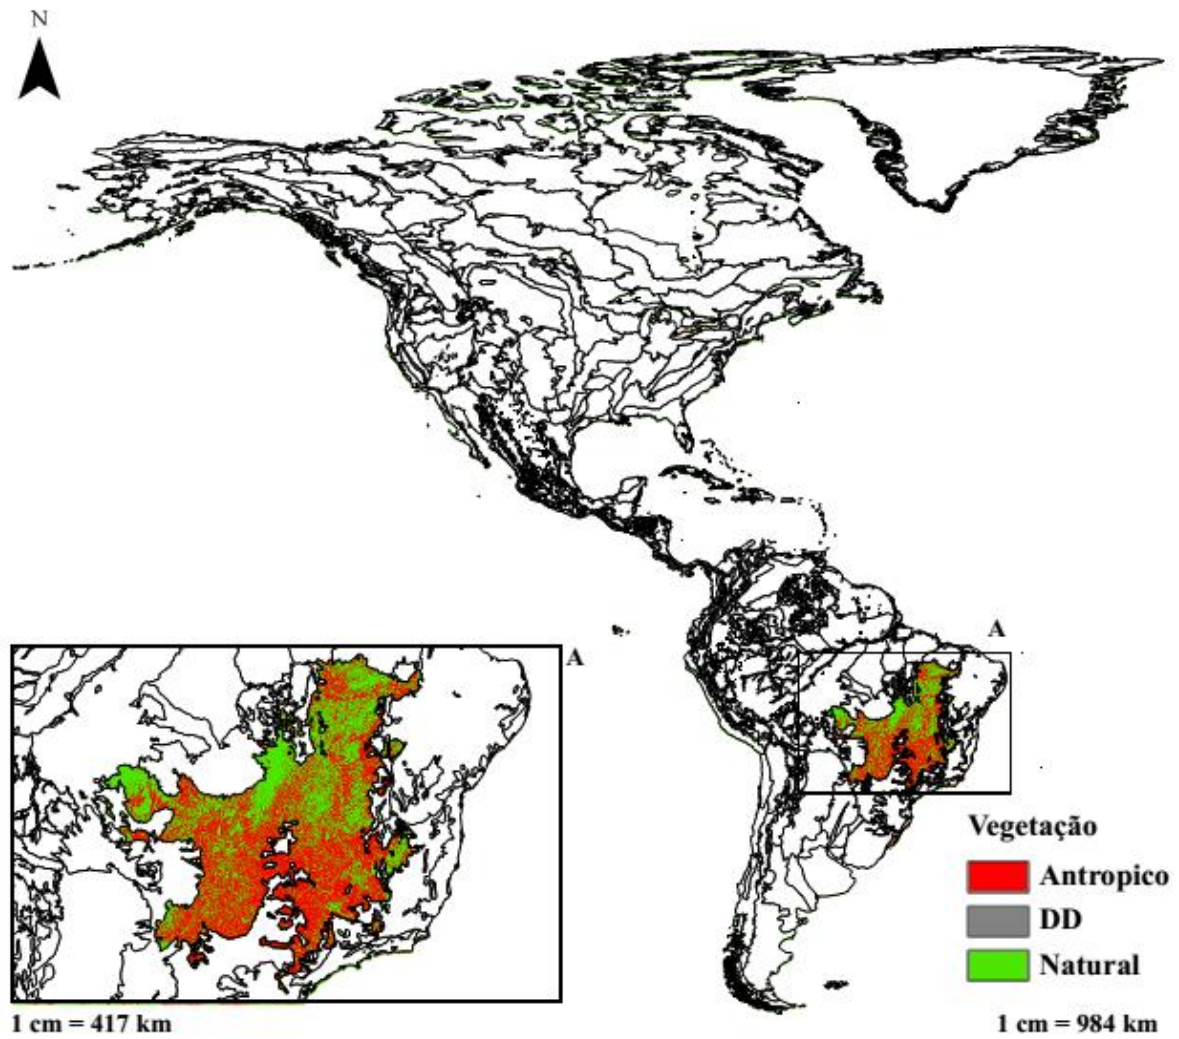 N
A
A
Vegetação
Antropico
DD
Natural
1 cm = 417 km
1 cm = 984 km